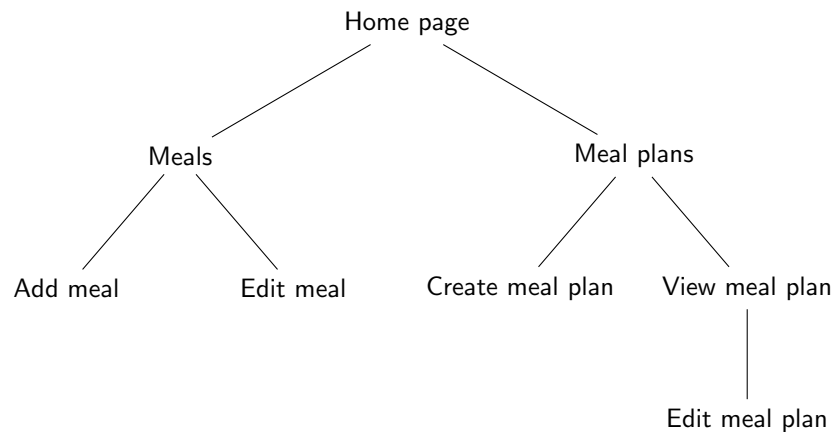 Home page
Meals
Meal plans
Add meal
Edit meal
Create meal plan
View meal plan
Edit meal plan